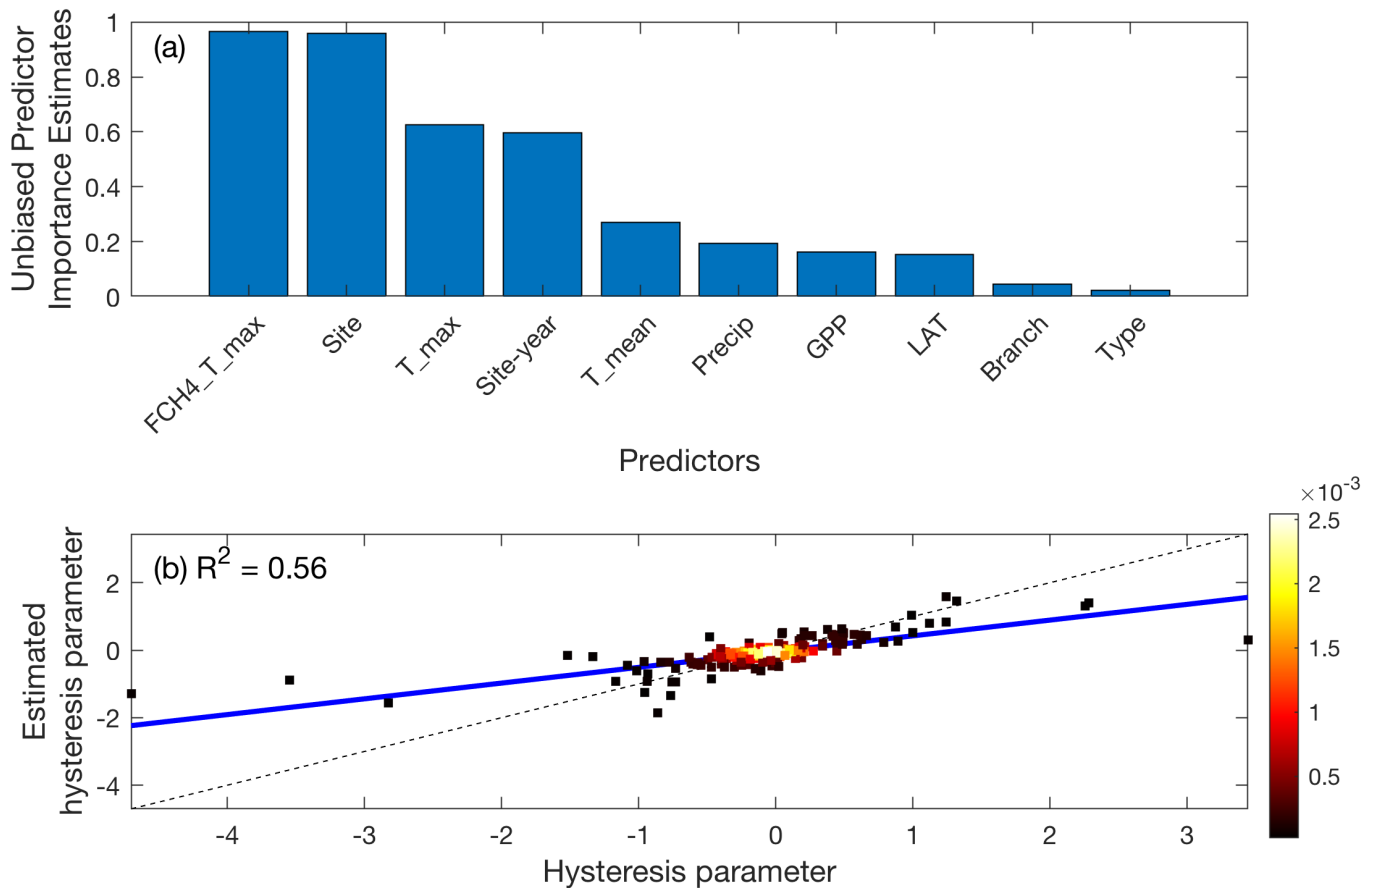 (a)
Unbiased Predictor
Importance Estimates
1
0.8
0.6
0.4
0.2
0
FCH4_T_max
Site
T_max
Site-year
T_mean
Precip
GPP
LAT
Branch
Type
Predictors
(b) R² = 0.56
Estimated
hysteresis parameter
2
0
-2
-4
-4
-3
-2
-1
0
1
2
3
Hysteresis parameter
×10⁻³
2.5
2
1.5
1
0.5